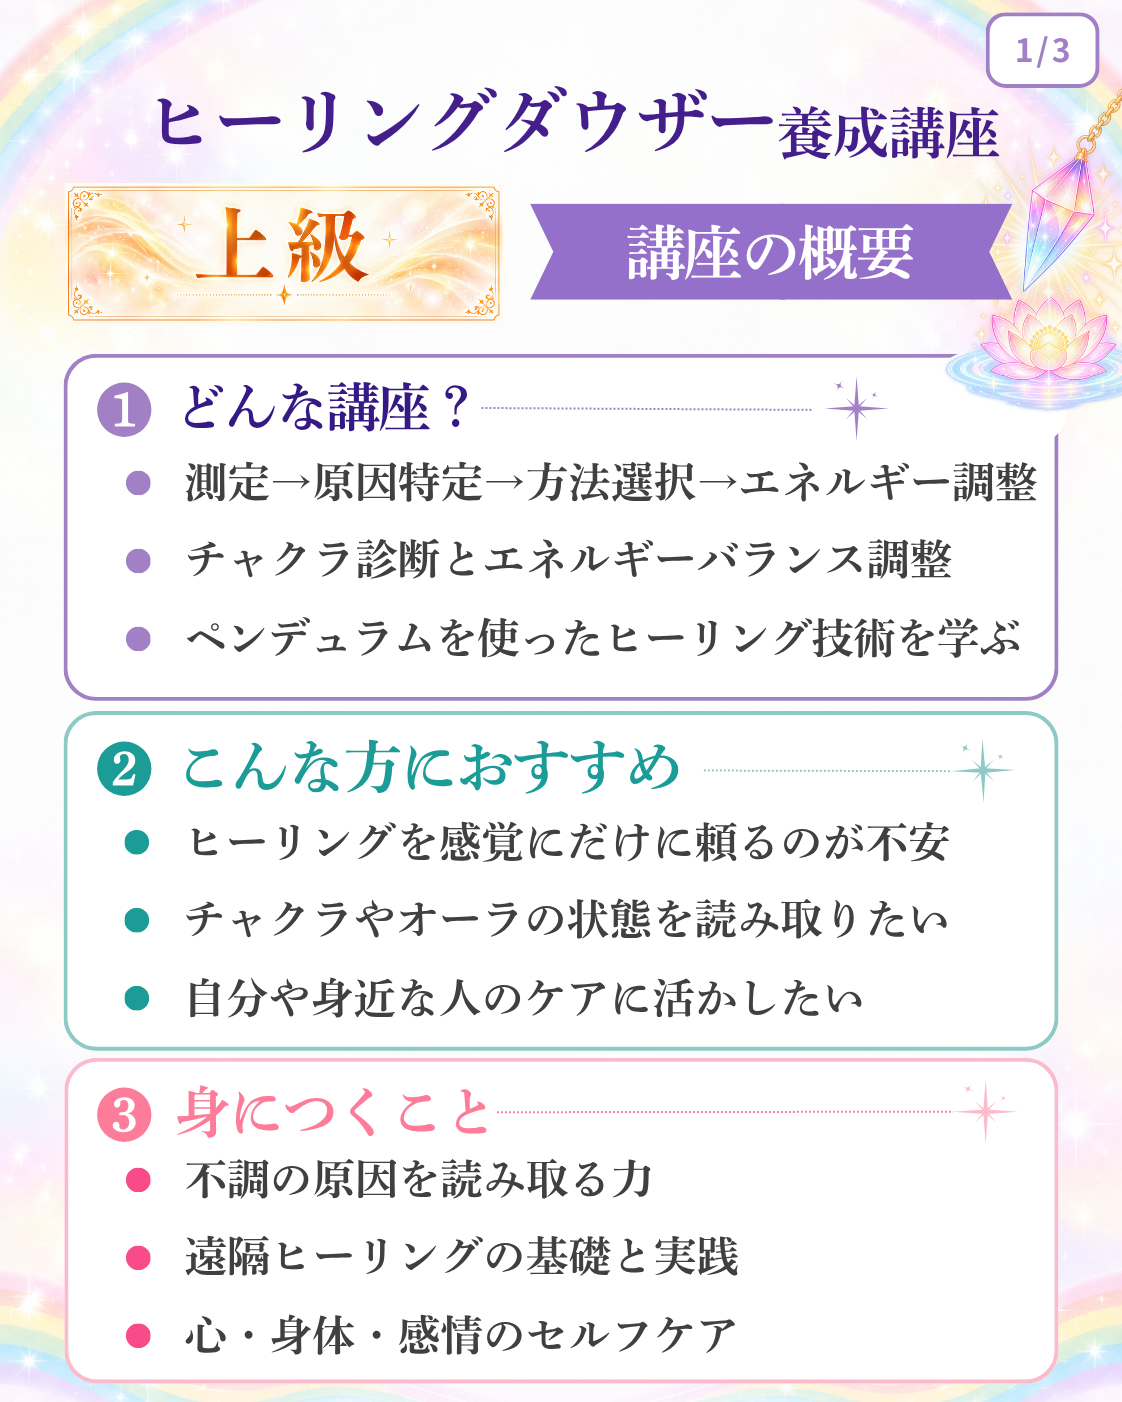 1/3
ヒーリングダウザー養成講座
上級
講座の概要
1 どんな講座？
● 測定→原因特定→方法選択→エネルギー調整
● チャクラ診断とエネルギーバランス調整
● ペンデュラムを使ったヒーリング技術を学ぶ
2 こんな方におすすめ
● ヒーリングを感覚にだけに頼るのが不安
● チャクラやオーラの状態を読み取りたい
● 自分や身近な人のケアに活かしたい
3 身につくこと
● 不調の原因を読み取る力
● 遠隔ヒーリングの基礎と実践
● 心・身体・感情のセルフケア